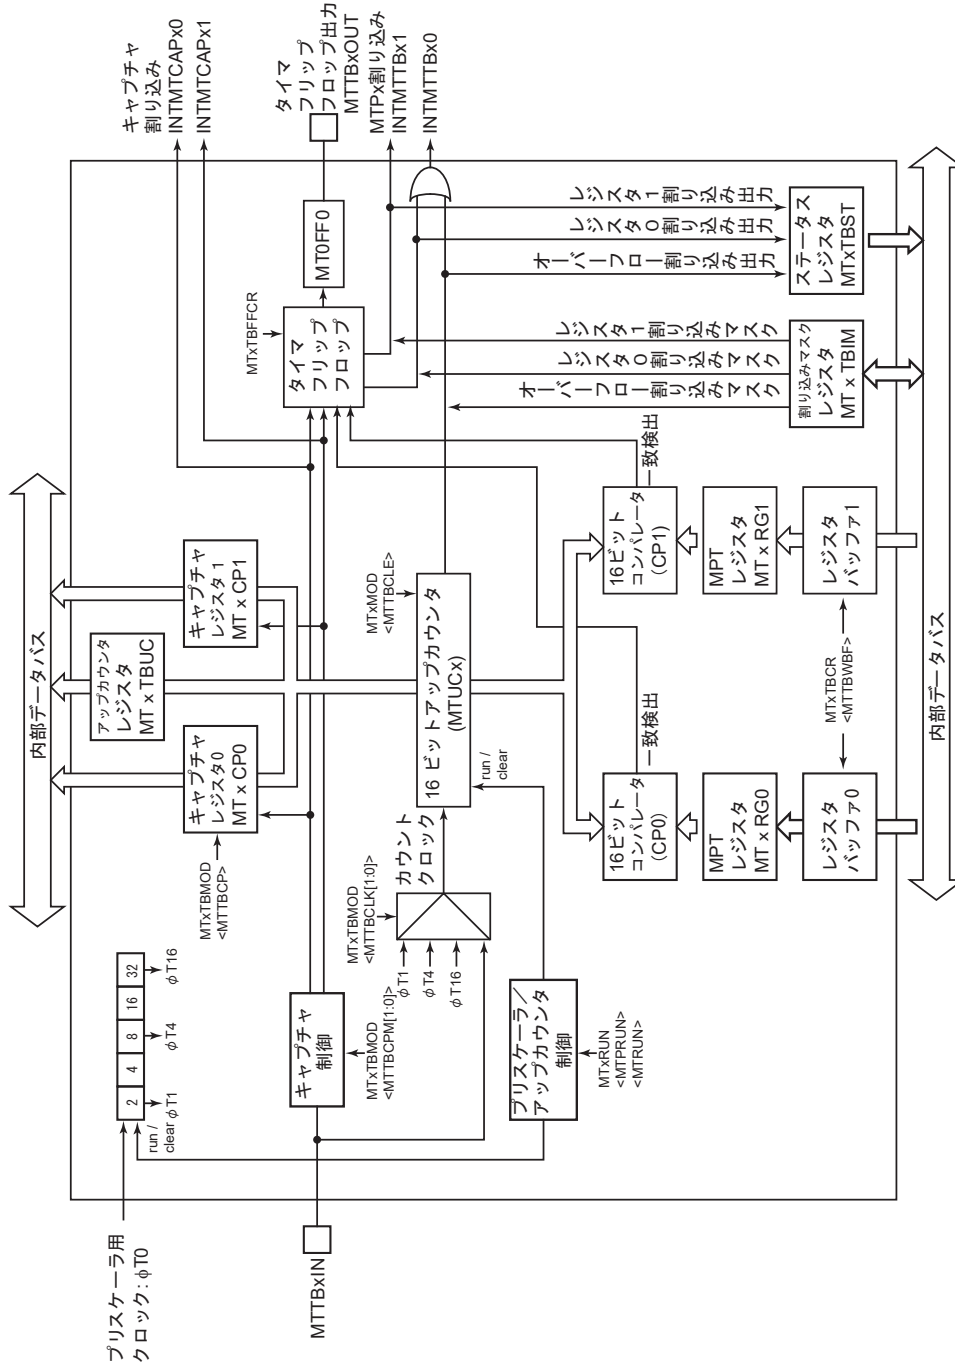 内部データバス
プリスケーラ用
クロック: φT0
2
4
8
16
32
run /
clear
φT1
φT4
φT16
MTxTBMOD
<MTTBCP>
キャプチャ
レジスタ0
MT x CP0
アップカウンタ
レジスタ
MT x TBUC
キャプチャ
レジスタ1
MT x CP1
キャプチャ
割り込み
INTMTCAPx0
INTMTCAPx1
MTTBxIN
キャプチャ
制御
MTxTBMOD
<MTTBCPM[1:0]>
MTxTBFFCR
タイマ
フリップ
フロップ
MT0FF0
タイマ
フリップ
フロップ出力
MTTBxOUT
MTPx割り込み
INTMTTBx1
INTMTTBx0
MTxTBMOD
<MTTBCLK[1:0]>
φT1
φT4
φT16
カウント
クロック
16 ビットアップカウンタ
(MTUCx)
MTxMOD
<MTTBCLE>
run /
clear
プリスケーラ/
アップカウンタ
制御
MTxRUN
<MTPRUN>
<MTRUN>
16ビット
コンパレータ
(CP0)
一致検出
16ビット
コンパレータ
(CP1)
一致検出
オーバーフロー割り込みマスク
レジスタ0割り込みマスク
レジスタ1割り込みマスク
オーバーフロー割り込み出力
レジスタ0割り込み出力
レジスタ1割り込み出力
MPT
レジスタ
MT x RG0
MPT
レジスタ
MT x RG1
レジスタ
バッファ0
MTxTBCR
<MTTBWBF>
レジスタ
バッファ1
割り込みマスク
レジスタ
MT x TBIM
ステータス
レジスタ
MTxTBST
内部データバス